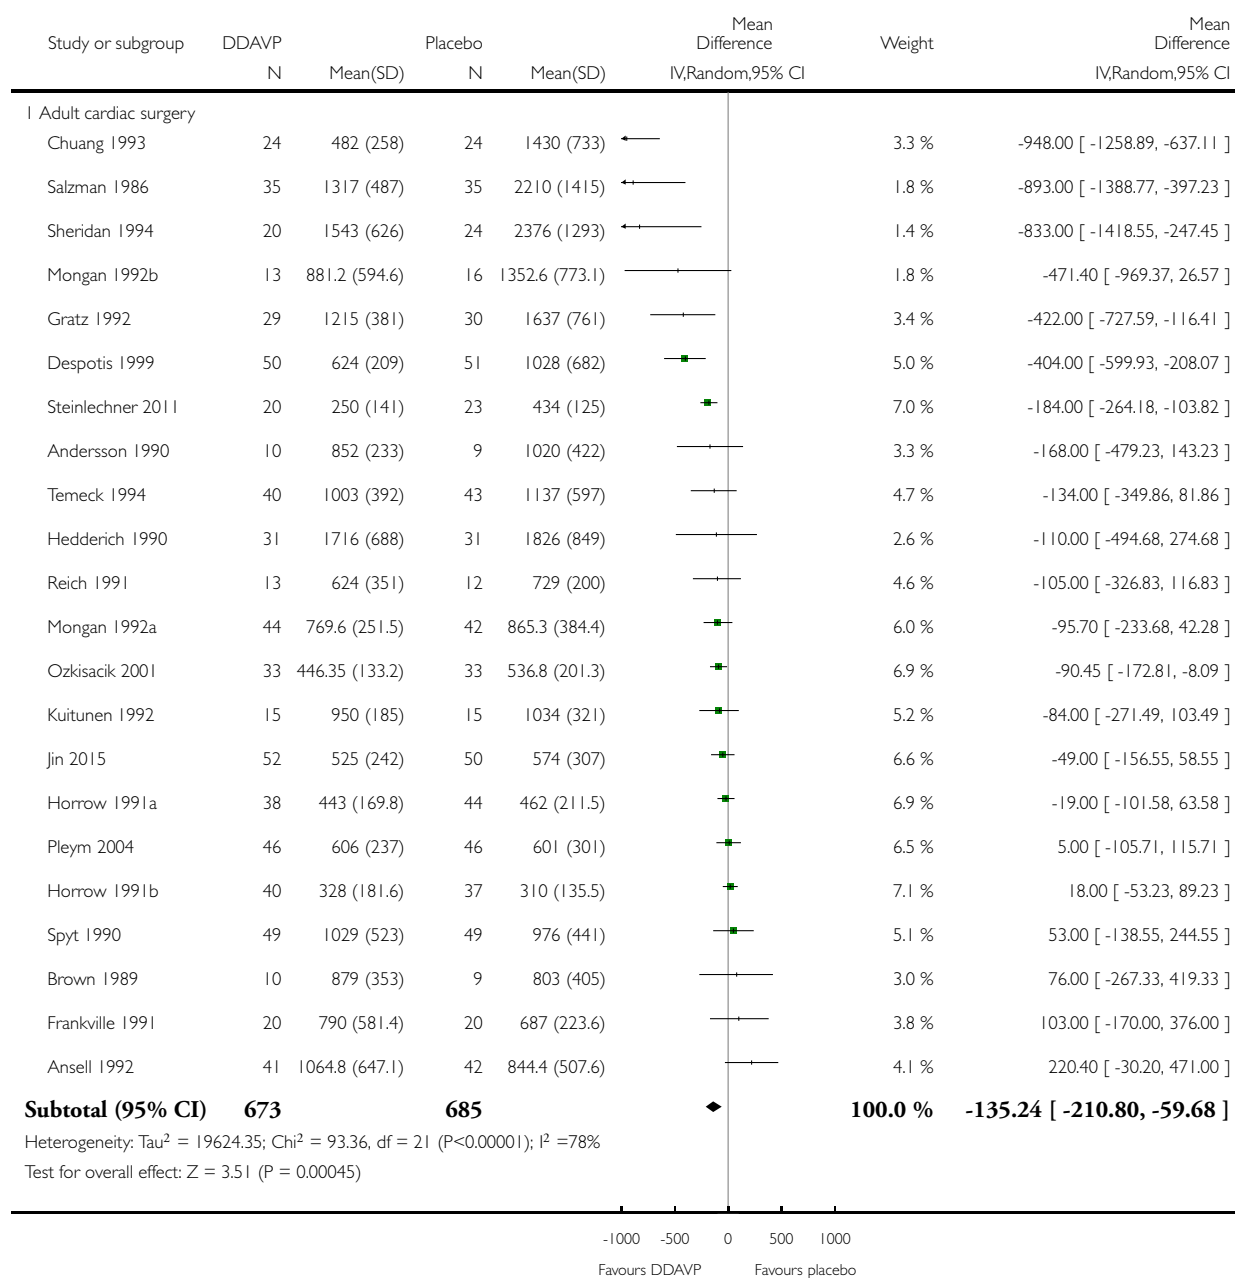 Mean Mean
Study or subgroup DDAVP Placebo Difference Weight Difference
N Mean(SD) N Mean(SD) IV,Random,95% CI IV,Random,95% CI
1 Adult cardiac surgery
Chuang 1993 24 482 (258) 24 1430 (733) 3.3 % -948.00 [ -1258.89, -637.11 ]
Salzman 1986 35 1317 (487) 35 2210 (1415) 1.8 % -893.00 [ -1388.77, -397.23 ]
Sheridan 1994 20 1543 (626) 24 2376 (1293) 1.4 % -833.00 [ -1418.55, -247.45 ]
Mongan 1992b 13 881.2 (594.6) 16 1352.6 (773.1) 1.8 % -471.40 [ -969.37, 26.57 ]
Gratz 1992 29 1215 (381) 30 1637 (761) 3.4 % -422.00 [ -727.59, -116.41 ]
Despotis 1999 50 624 (209) 51 1028 (682) 5.0 % -404.00 [ -599.93, -208.07 ]
Steinlechner 2011 20 250 (141) 23 434 (125) 7.0 % -184.00 [ -264.18, -103.82 ]
Andersson 1990 10 852 (233) 9 1020 (422) 3.3 % -168.00 [ -479.23, 143.23 ]
Temeck 1994 40 1003 (392) 43 1137 (597) 4.7 % -134.00 [ -349.86, 81.86 ]
Hedderich 1990 31 1716 (688) 31 1826 (849) 2.6 % -110.00 [ -494.68, 274.68 ]
Reich 1991 13 624 (351) 12 729 (200) 4.6 % -105.00 [ -326.83, 116.83 ]
Mongan 1992a 44 769.6 (251.5) 42 865.3 (384.4) 6.0 % -95.70 [ -233.68, 42.28 ]
Ozkisacik 2001 33 446.35 (133.2) 33 536.8 (201.3) 6.9 % -90.45 [ -172.81, -8.09 ]
Kuitunen 1992 15 950 (185) 15 1034 (321) 5.2 % -84.00 [ -271.49, 103.49 ]
Jin 2015 52 525 (242) 50 574 (307) 6.6 % -49.00 [ -156.55, 58.55 ]
Horrow 1991a 38 443 (169.8) 44 462 (211.5) 6.9 % -19.00 [ -101.58, 63.58 ]
Pleym 2004 46 606 (237) 46 601 (301) 6.5 % 5.00 [ -105.71, 115.71 ]
Horrow 1991b 40 328 (181.6) 37 310 (135.5) 7.1 % 18.00 [ -53.23, 89.23 ]
Spyt 1990 49 1029 (523) 49 976 (441) 5.1 % 53.00 [ -138.55, 244.55 ]
Brown 1989 10 879 (353) 9 803 (405) 3.0 % 76.00 [ -267.33, 419.33 ]
Frankville 1991 20 790 (581.4) 20 687 (223.6) 3.8 % 103.00 [ -170.00, 376.00 ]
Ansell 1992 41 1064.8 (647.1) 42 844.4 (507.6) 4.1 % 220.40 [ -30.20, 471.00 ]
Subtotal (95% CI) 673 685 100.0 % -135.24 [ -210.80, -59.68 ]
Heterogeneity: Tau² = 19624.35; Chi² = 93.36, df = 21 (P<0.00001); I² =78%
Test for overall effect: Z = 3.51 (P = 0.00045)
-1000 -500 0 500 1000
Favours DDAVP Favours placebo